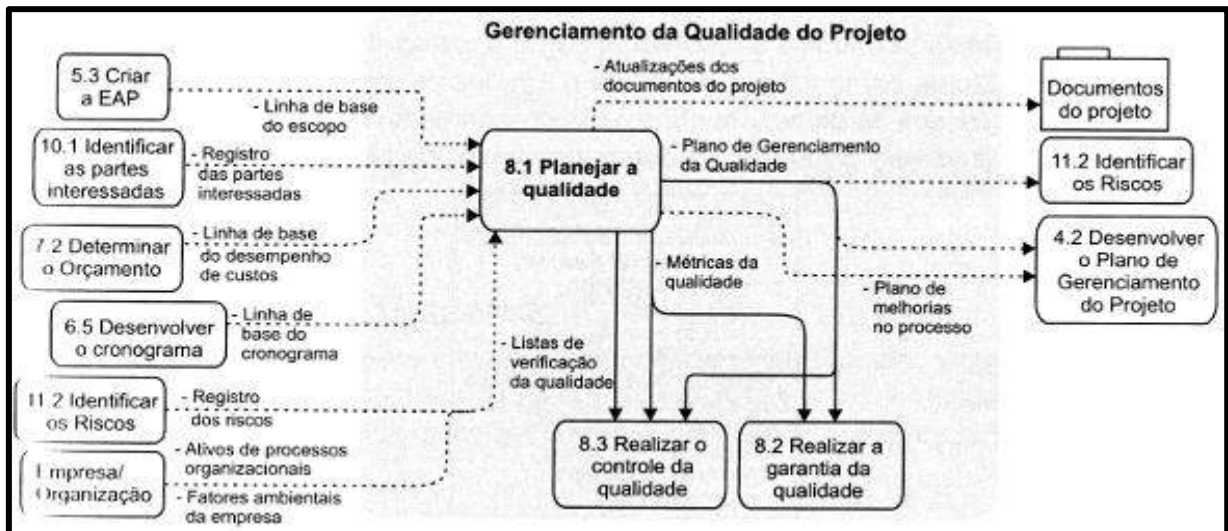 Gerenciamento da Qualidade do Projeto
5.3 Criar
a EAP
- Linha de base
do escopo
10.1 Identificar
as partes
interessadas
- Registro
das partes
interessadas
7.2 Determinar
o Orçamento
- Linha de base
do desempenho
de custos
6.5 Desenvolver
o cronograma
- Linha de
base do
cronograma
11.2 Identificar
os Riscos
- Registro
dos riscos
Empresa/
Organização
- Ativos de processos
organizacionais
- Fatores ambientais
da empresa
8.1 Planejar a
qualidade
- Atualizações dos
documentos do projeto
- Plano de Gerenciamento
da Qualidade
- Métricas da
qualidade
- Plano de
melhorias
no processo
- Listas de
verificação
da qualidade
Documentos
do projeto
11.2 Identificar
os Riscos
4.2 Desenvolver
o Plano de
Gerenciamento
do Projeto
8.3 Realizar o
controle da
qualidade
8.2 Realizar a
garantia da
qualidade